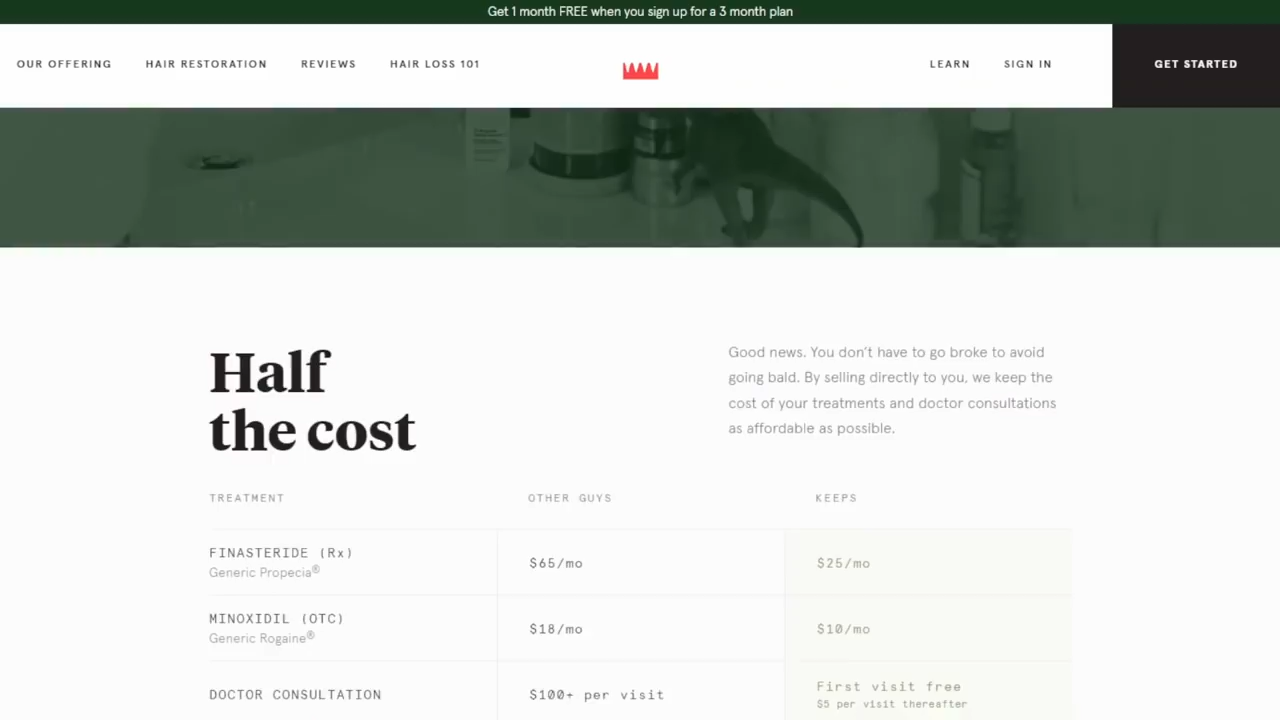 Get 1 month FREE when you sign up for a 3 month plan
OUR OFFERING HAIR RESTORATION REVIEWS HAIR LOSS 101 LEARN SIGN IN GET STARTED
Half
the cost
Good news. You don't have to go broke to avoid
going bald. By selling directly to you, we keep the
cost of your treatments and doctor consultations
as affordable as possible.
TREATMENT OTHER GUYS KEEPS
FINASTERIDE (Rx)
Generic Propecia®
$65/mo $25/mo
MINOXIDIL (OTC)
Generic Rogaine®
$18/mo $10/mo
DOCTOR CONSULTATION $100+ per visit
First visit free
$5 per visit thereafter